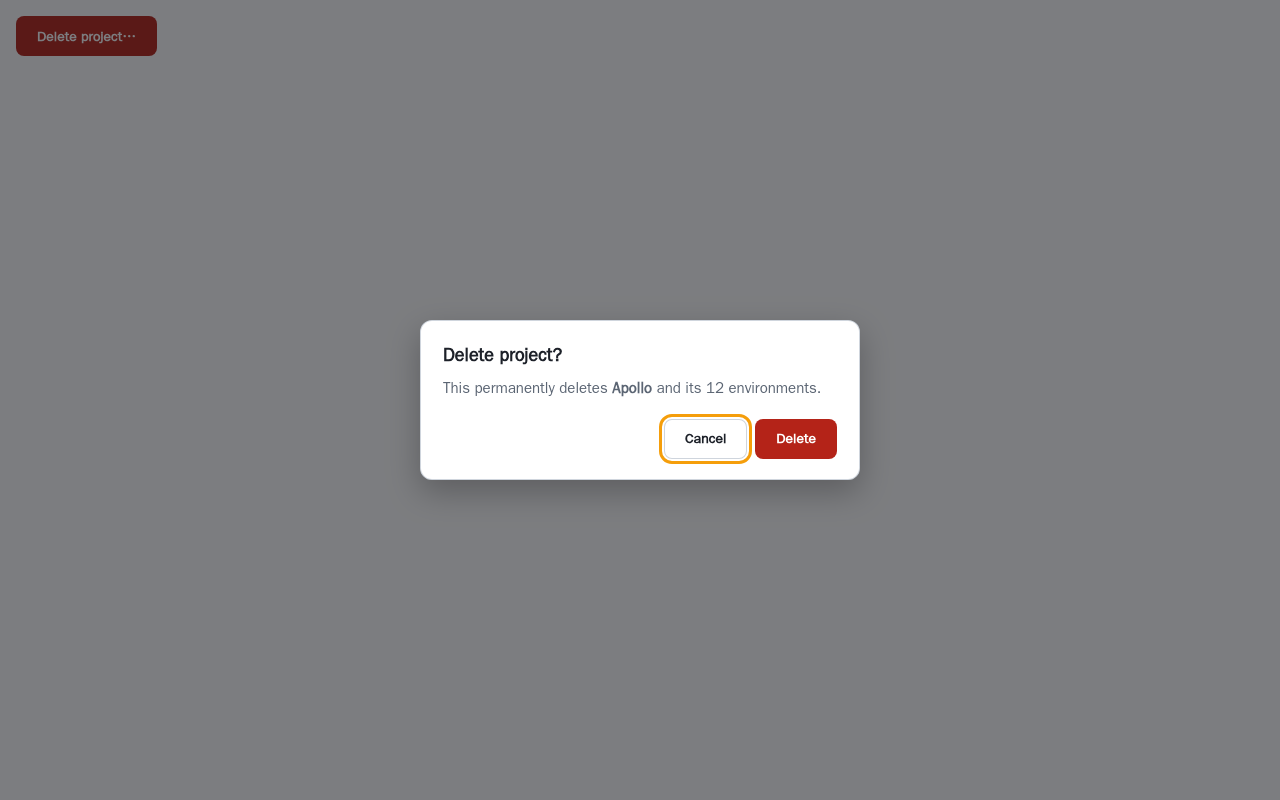 Delete project…
Delete project?
This permanently deletes Apollo and its 12 environments.
Cancel
Delete